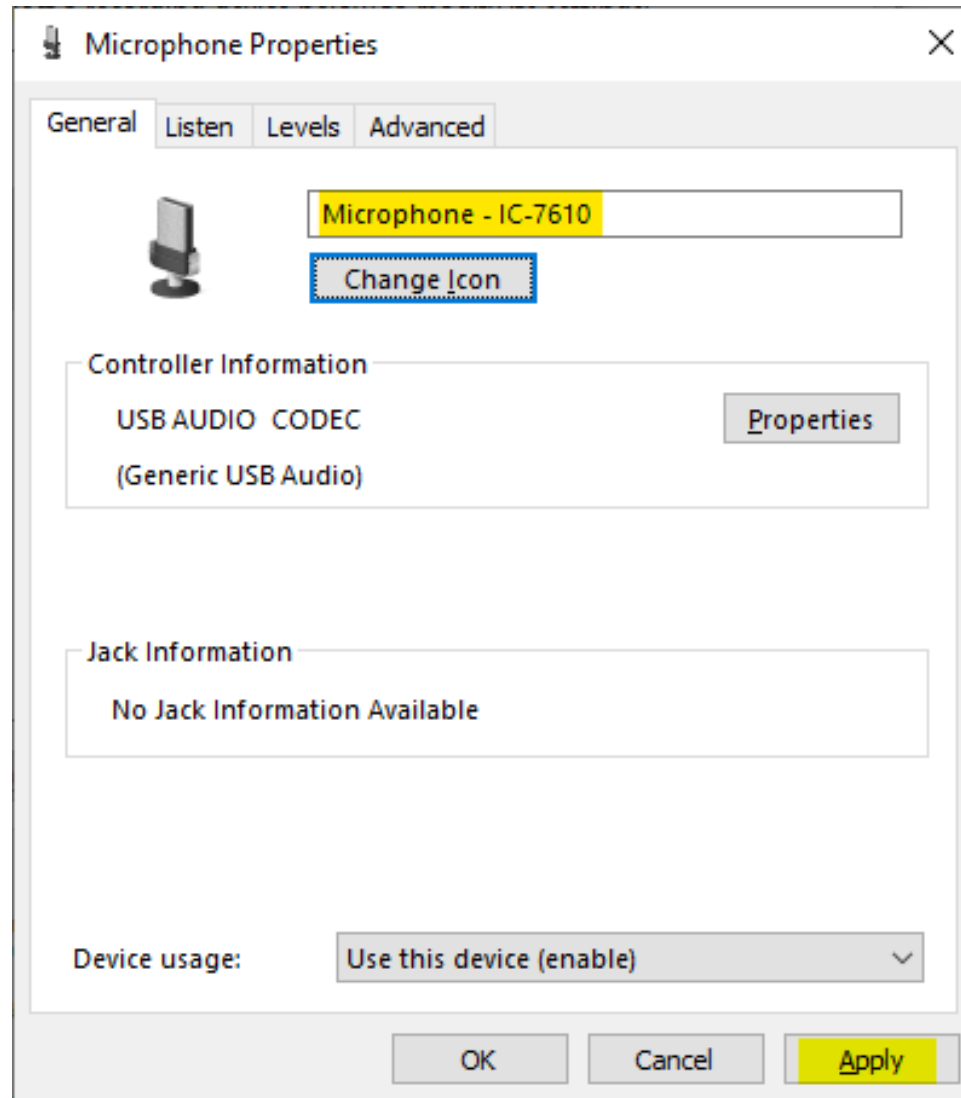 Microphone Properties
General Listen Levels Advanced
Microphone - IC-7610
Change Icon
Controller Information
USB AUDIO  CODEC
Properties
(Generic USB Audio)
Jack Information
No Jack Information Available
Device usage: Use this device (enable)
OK Cancel Apply